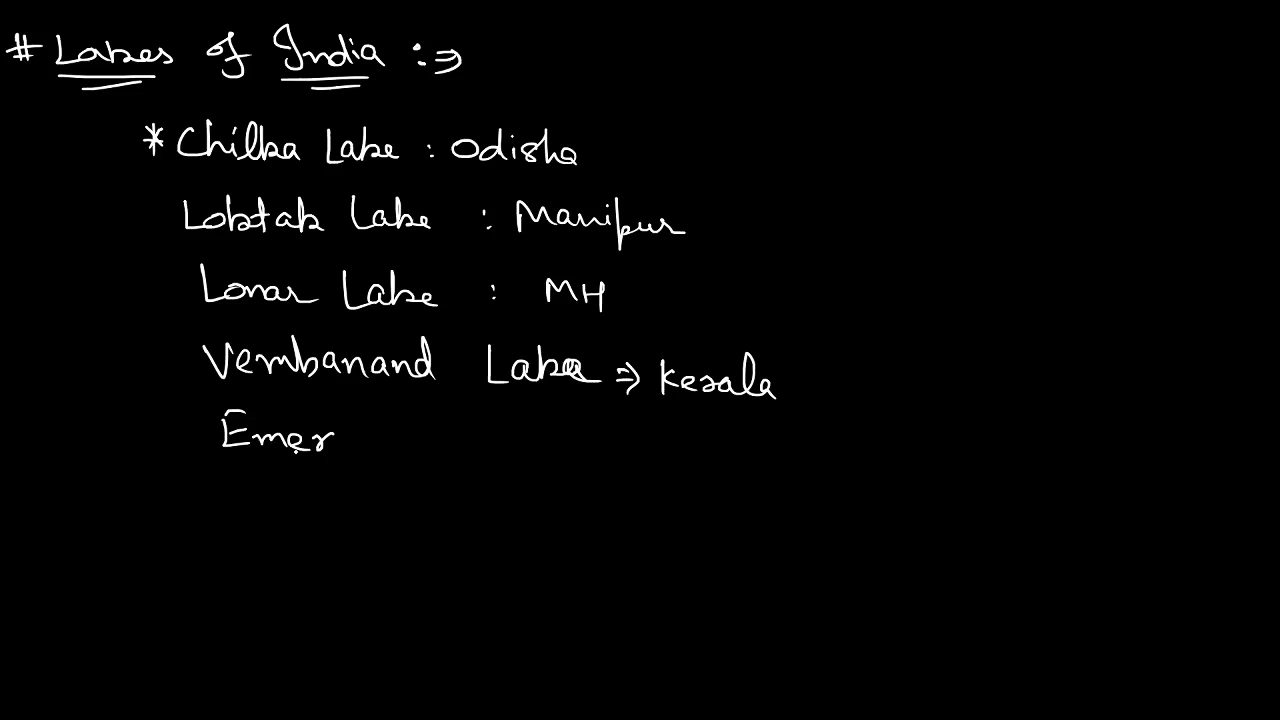 # Lakes of India :⇒
* Chilka Lake : Odisha
Loktak Lake : Manipur
Lonar Lake : MH
Vembanand Lake ⇒ Kerala
Emer